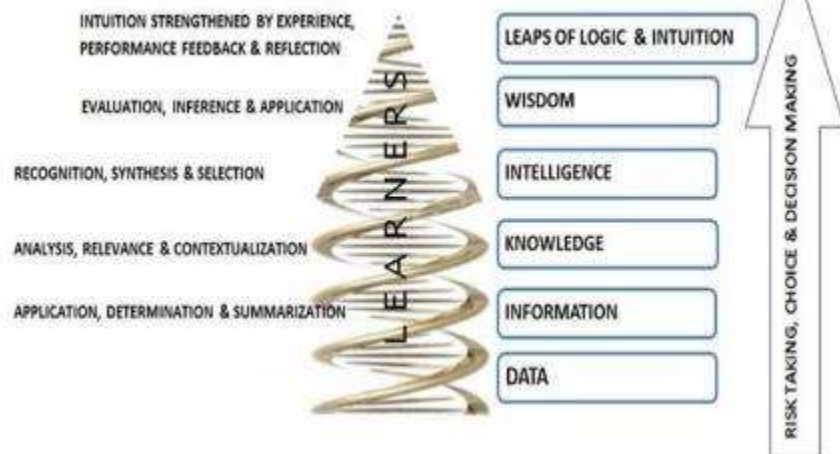 INTUITION STRENGTHENED BY EXPERIENCE,
PERFORMANCE FEEDBACK & REFLECTION
LEAPS OF LOGIC & INTUITION
EVALUATION, INFERENCE & APPLICATION
WISDOM
RECOGNITION, SYNTHESIS & SELECTION
INTELLIGENCE
ANALYSIS, RELEVANCE & CONTEXTUALIZATION
KNOWLEDGE
APPLICATION, DETERMINATION & SUMMARIZATION
INFORMATION
DATA
LEARNERS
RISK TAKING, CHOICE & DECISION MAKING